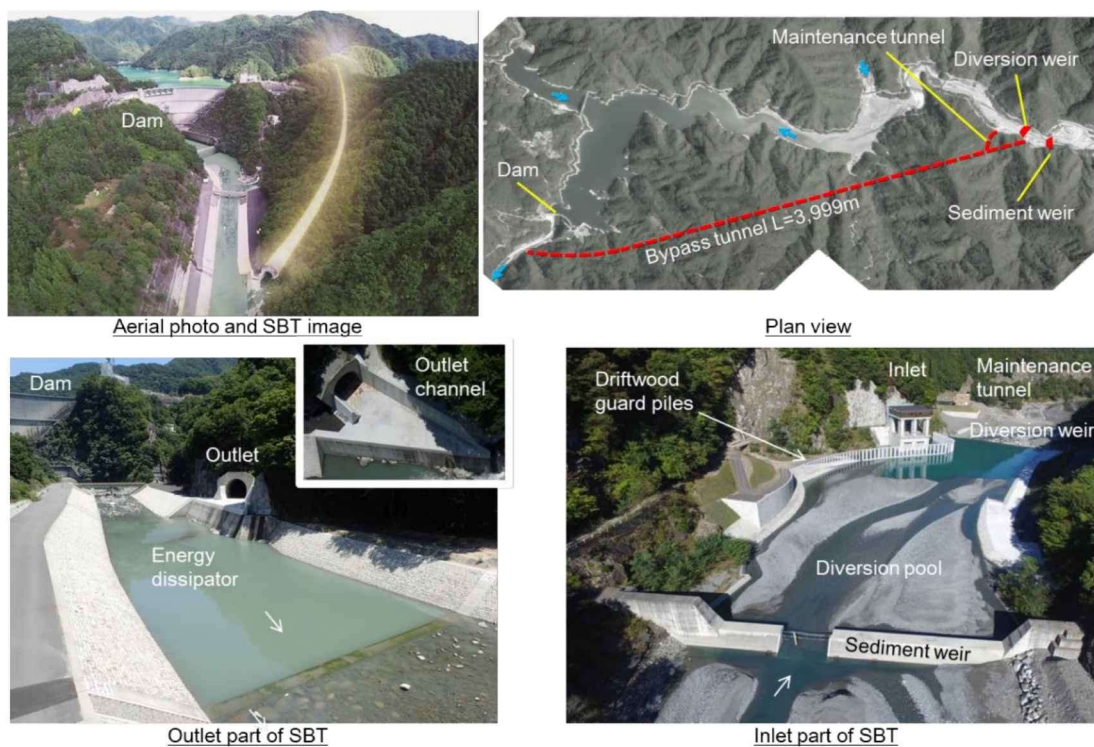 Dam
Aerial photo and SBT image
Maintenance tunnel
Diversion weir
Dam
Sediment weir
Bypass tunnel L=3,999m
Plan view
Dam
Outlet
channel
Outlet
Energy
dissipator
Outlet part of SBT
Inlet
Maintenance
tunnel
Driftwood
guard piles
Diversion weir
Diversion pool
Sediment weir
Inlet part of SBT